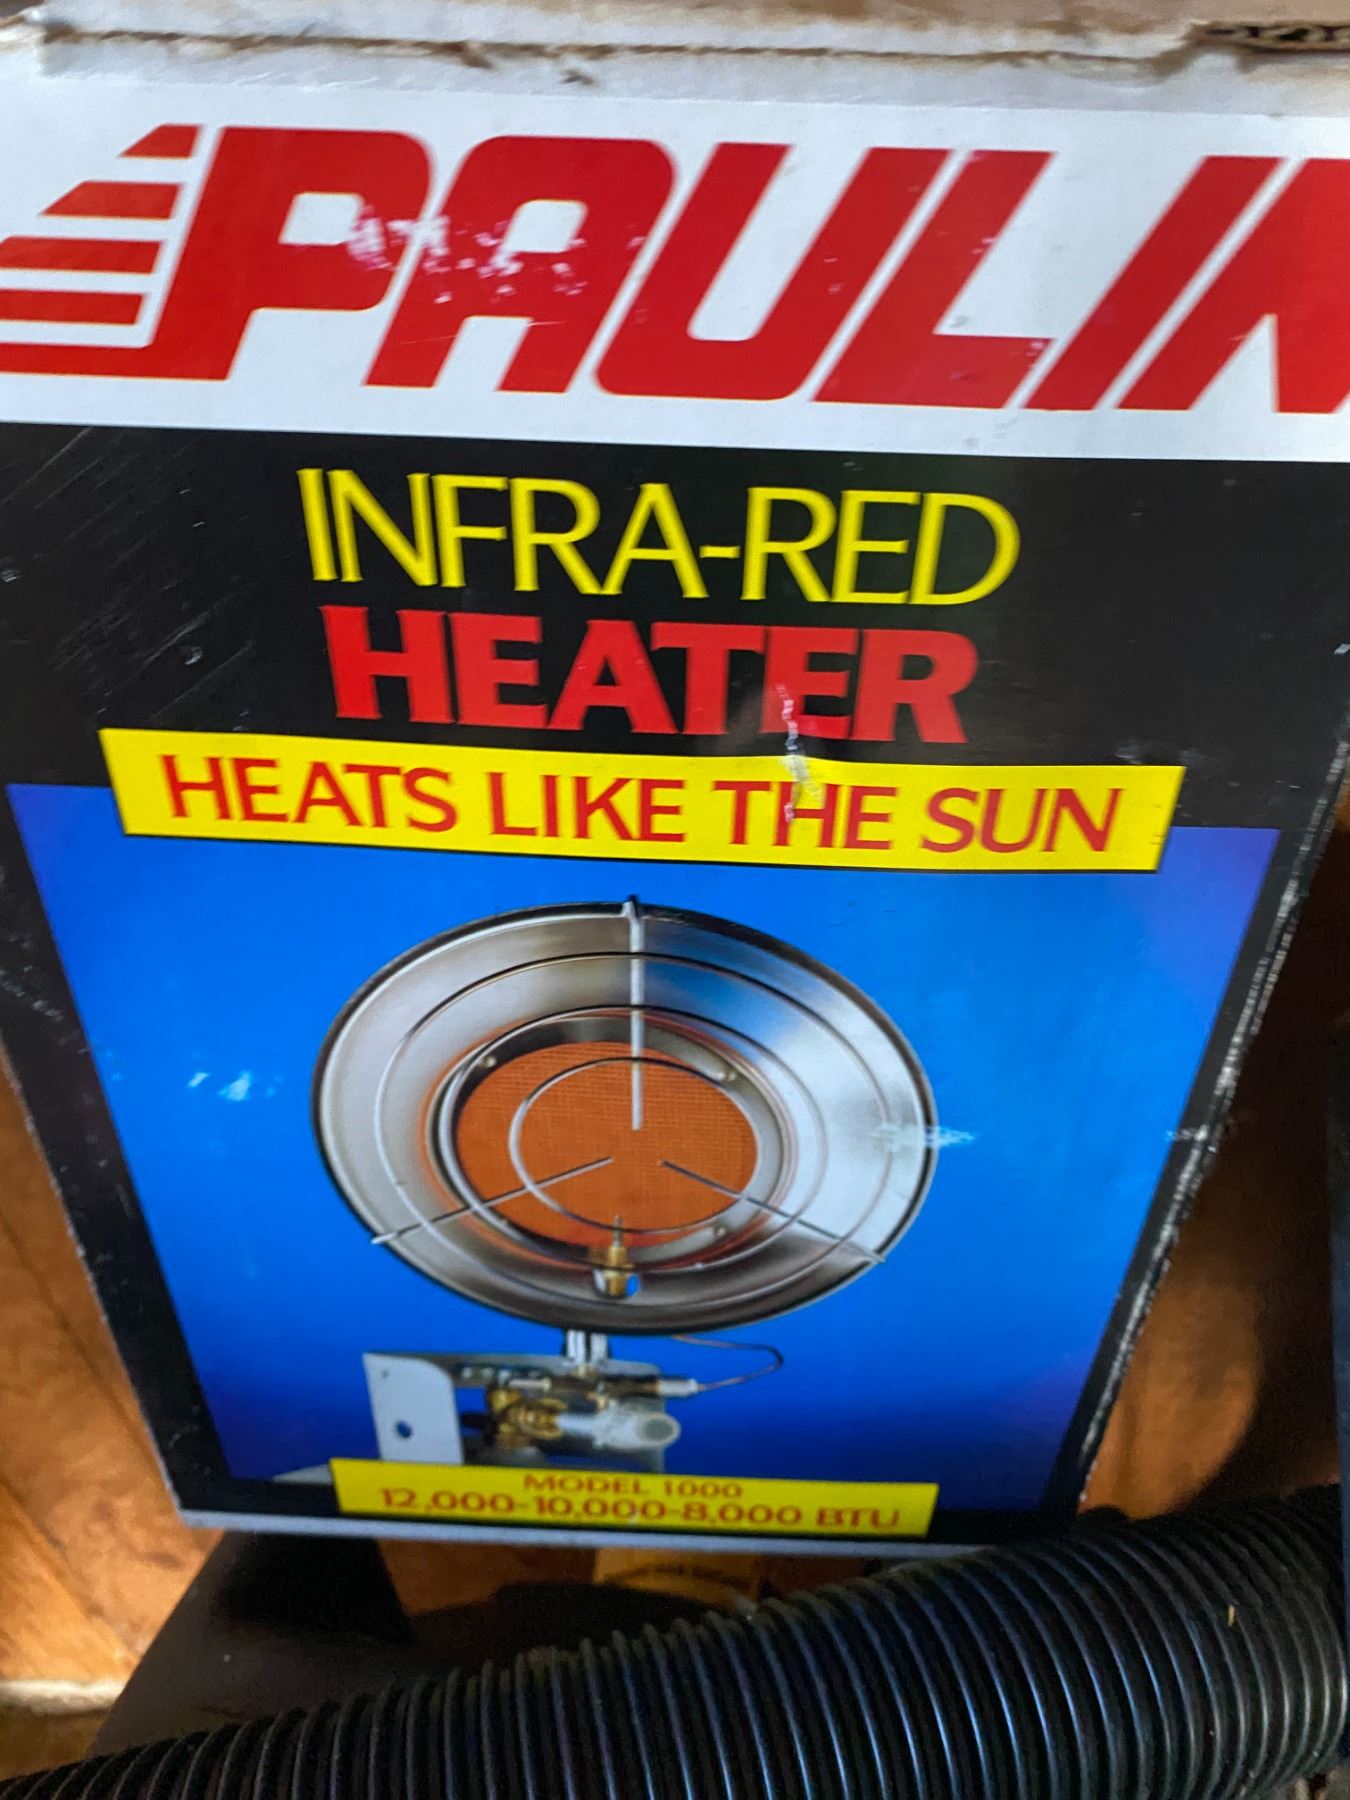 PAULIN
INFRA-RED
HEATER
HEATS LIKE THE SUN
MODEL 1000
12,000-10,000-8,000 BTU